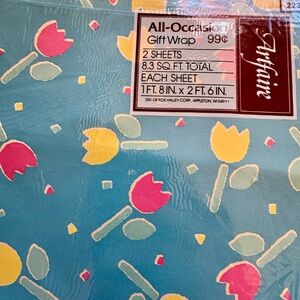 All-Occasion
Gift Wrap 99¢
2 SHEETS
8.3 SQ. FT. TOTAL
EACH SHEET
1 FT. 8 IN. x 2 FT. 6 IN.
DIV. OF FOX VALLEY CORP., APPLETON, WI 54911
Artfaire
223